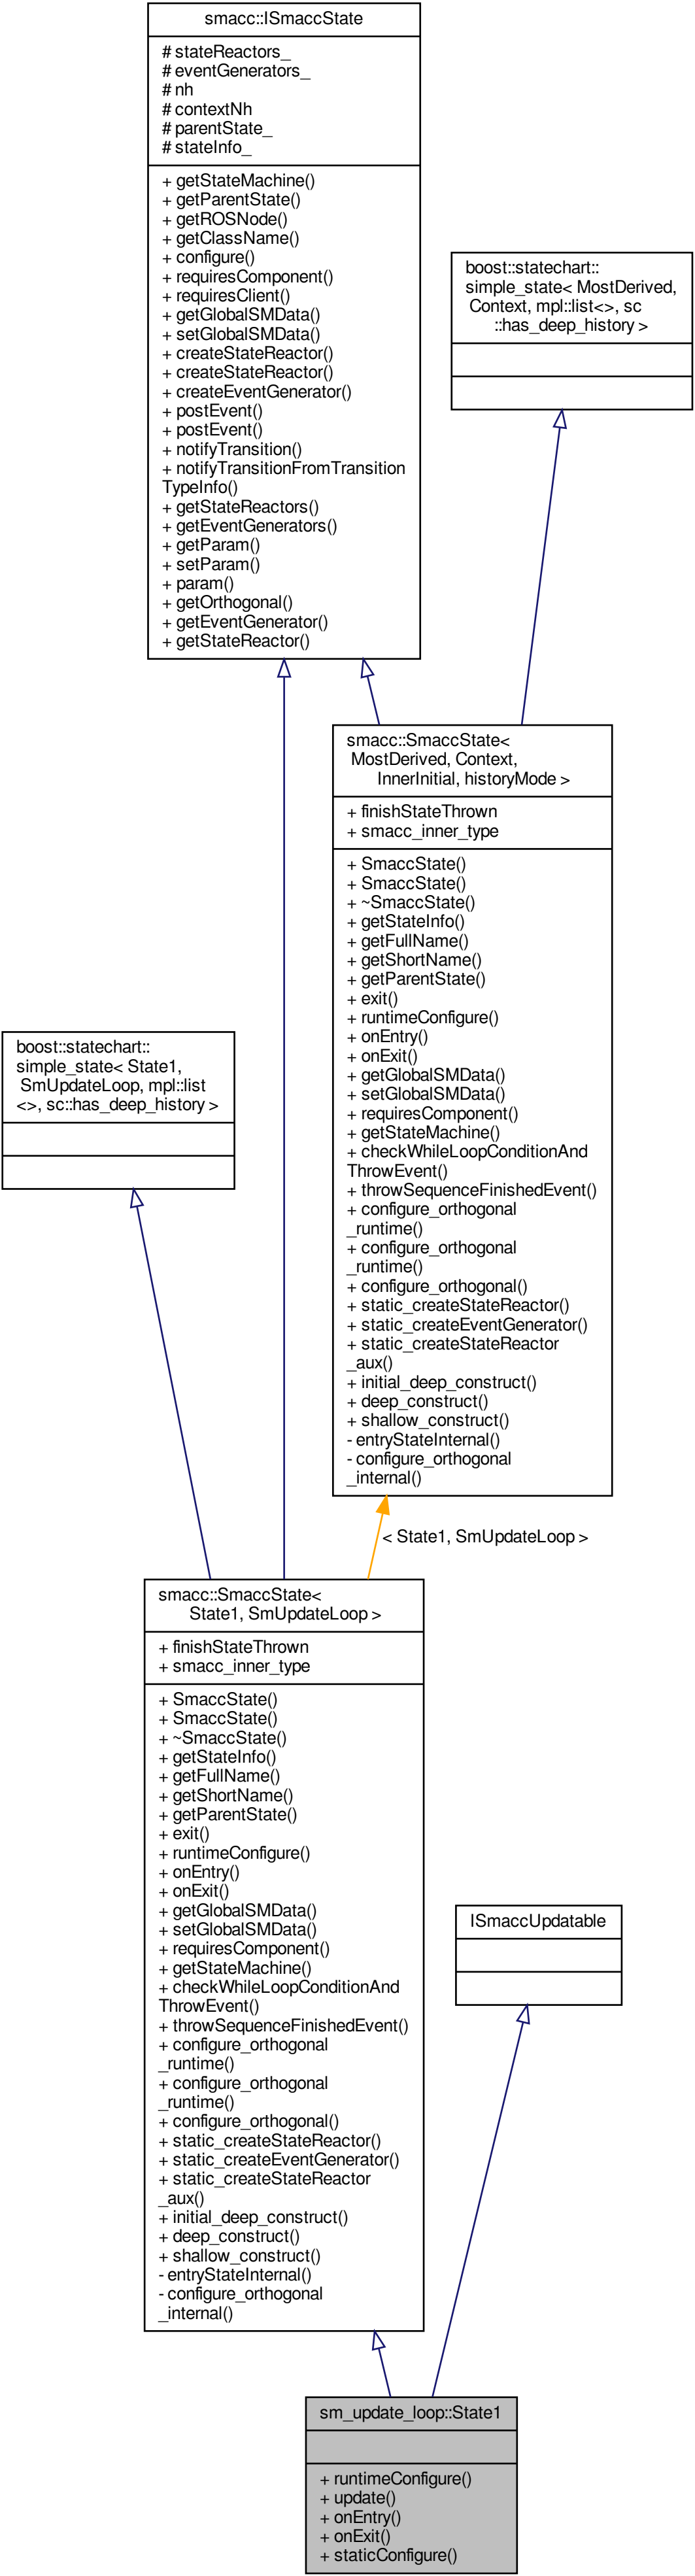 smacc::ISmaccState
# stateReactors_
# eventGenerators_
# nh
# contextNh
# parentState_
# stateInfo_
+ getStateMachine()
+ getParentState()
+ getROSNode()
+ getClassName()
+ configure()
+ requiresComponent()
+ requiresClient()
+ getGlobalSMData()
+ setGlobalSMData()
+ createStateReactor()
+ createStateReactor()
+ createEventGenerator()
+ postEvent()
+ postEvent()
+ notifyTransition()
+ notifyTransitionFromTransition
TypeInfo()
+ getStateReactors()
+ getEventGenerators()
+ getParam()
+ setParam()
+ param()
+ getOrthogonal()
+ getEventGenerator()
+ getStateReactor()
boost::statechart::
simple_state< MostDerived,
Context, mpl::list<>, sc
::has_deep_history >
smacc::SmaccState<
MostDerived, Context,
InnerInitial, historyMode >
+ finishStateThrown
+ smacc_inner_type
+ SmaccState()
+ SmaccState()
+ ~SmaccState()
+ getStateInfo()
+ getFullName()
+ getShortName()
+ getParentState()
+ exit()
+ runtimeConfigure()
+ onEntry()
+ onExit()
+ getGlobalSMData()
+ setGlobalSMData()
+ requiresComponent()
+ getStateMachine()
+ checkWhileLoopConditionAnd
ThrowEvent()
+ throwSequenceFinishedEvent()
+ configure_orthogonal
_runtime()
+ configure_orthogonal
_runtime()
+ configure_orthogonal()
+ static_createStateReactor()
+ static_createEventGenerator()
+ static_createStateReactor
_aux()
+ initial_deep_construct()
+ deep_construct()
+ shallow_construct()
- entryStateInternal()
- configure_orthogonal
_internal()
boost::statechart::
simple_state< State1,
SmUpdateLoop, mpl::list
<>, sc::has_deep_history >
< State1, SmUpdateLoop >
smacc::SmaccState<
State1, SmUpdateLoop >
+ finishStateThrown
+ smacc_inner_type
+ SmaccState()
+ SmaccState()
+ ~SmaccState()
+ getStateInfo()
+ getFullName()
+ getShortName()
+ getParentState()
+ exit()
+ runtimeConfigure()
+ onEntry()
+ onExit()
+ getGlobalSMData()
+ setGlobalSMData()
+ requiresComponent()
+ getStateMachine()
+ checkWhileLoopConditionAnd
ThrowEvent()
+ throwSequenceFinishedEvent()
+ configure_orthogonal
_runtime()
+ configure_orthogonal
_runtime()
+ configure_orthogonal()
+ static_createStateReactor()
+ static_createEventGenerator()
+ static_createStateReactor
_aux()
+ initial_deep_construct()
+ deep_construct()
+ shallow_construct()
- entryStateInternal()
- configure_orthogonal
_internal()
ISmaccUpdatable
sm_update_loop::State1
+ runtimeConfigure()
+ update()
+ onEntry()
+ onExit()
+ staticConfigure()